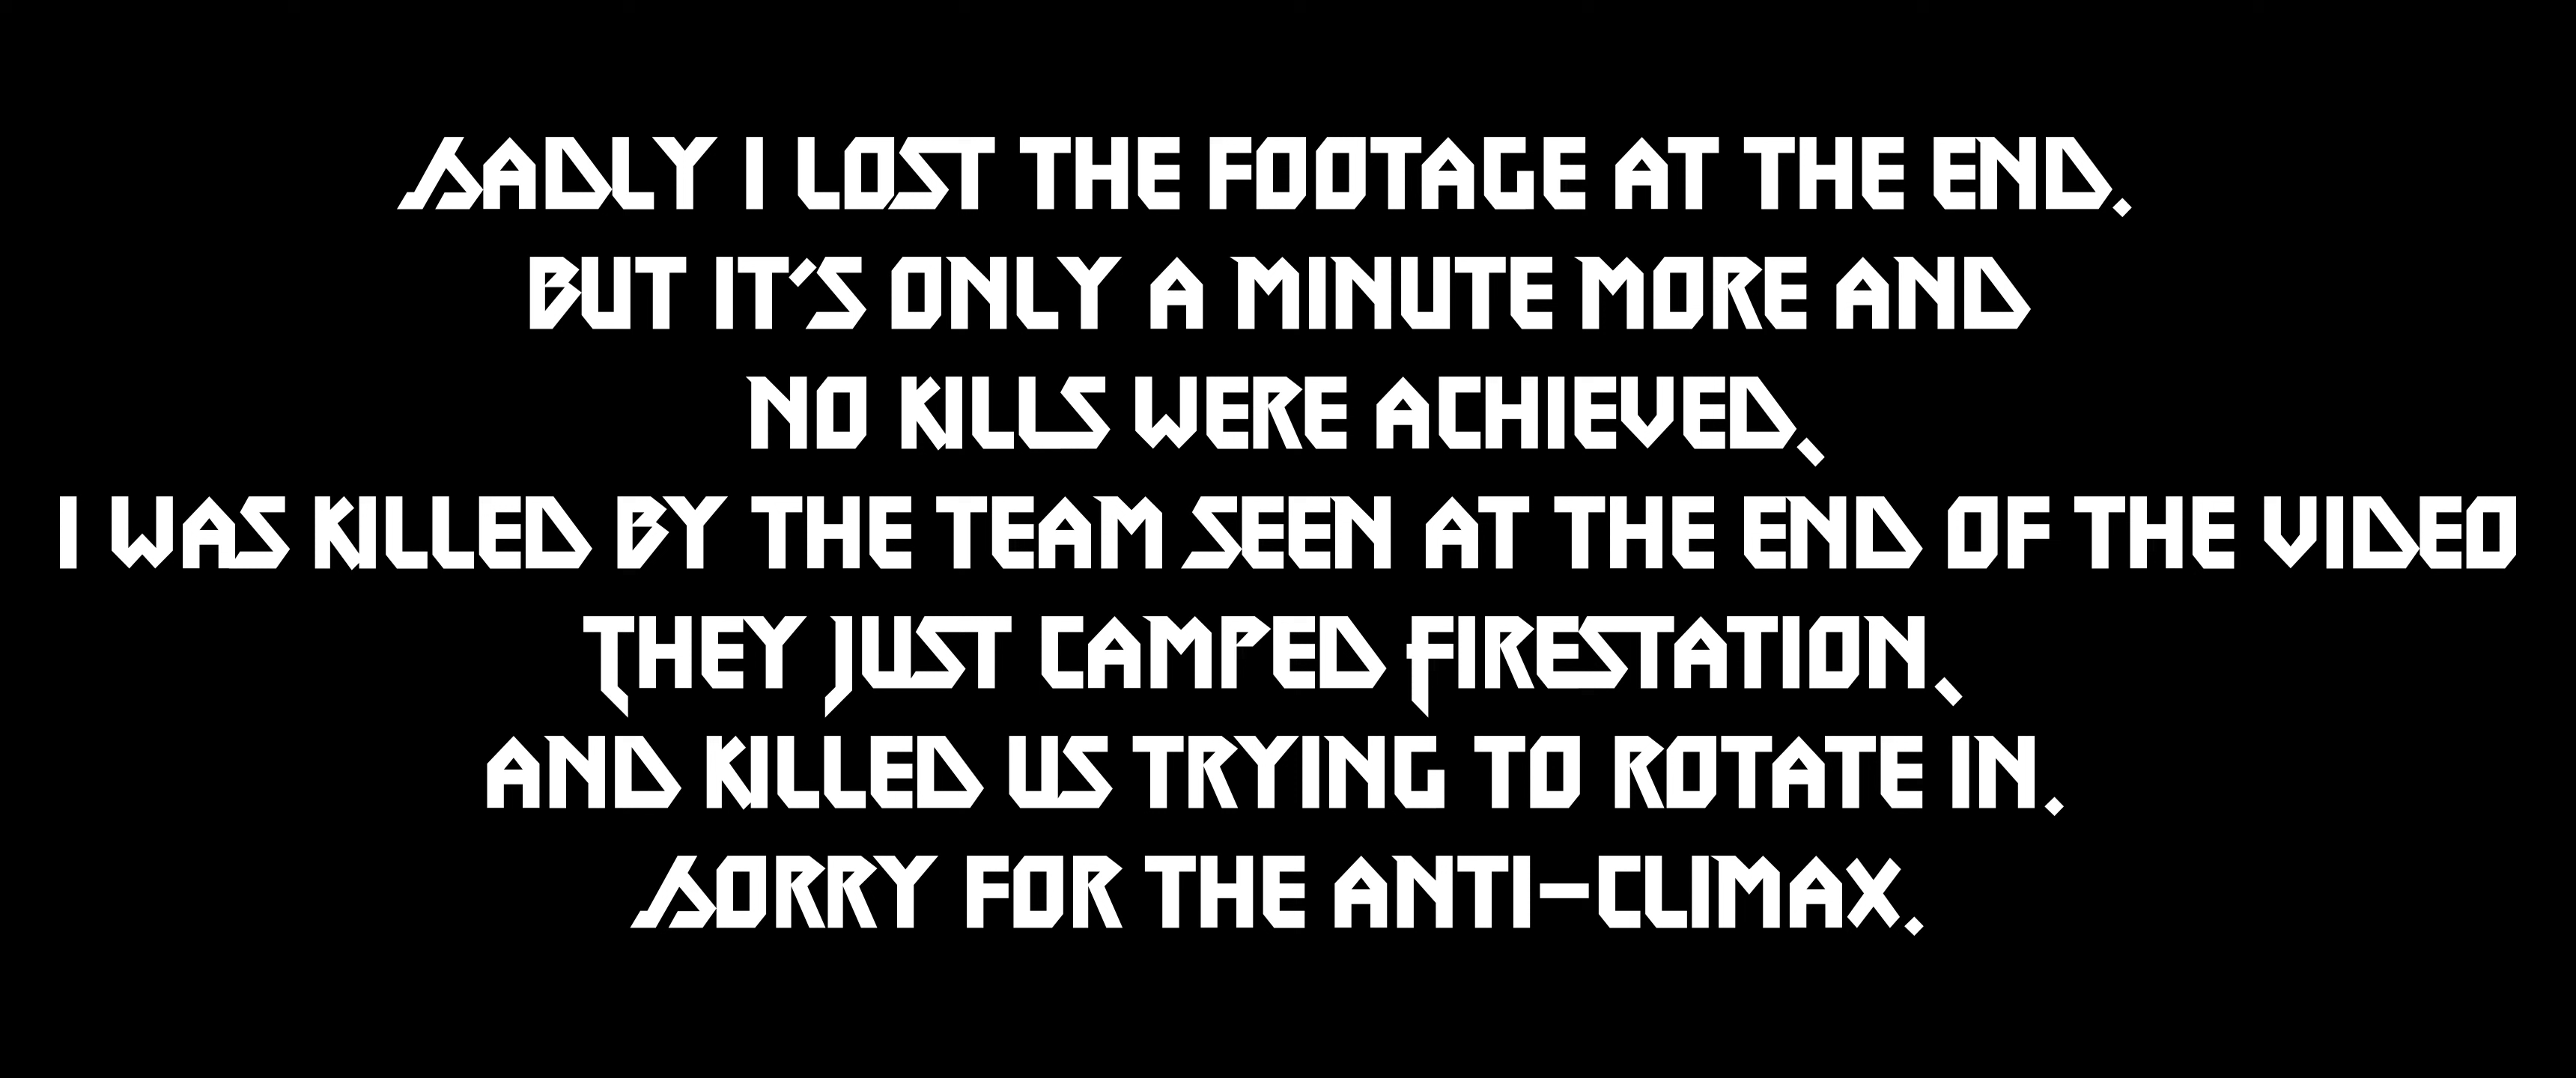 Sadly I lost the footage at the end.
But it's only a minute more and
no kills were achieved,
I was killed by the team seen at the end of the video
They just camped Firestation,
and killed us trying to rotate in.
Sorry for the anti-climax.